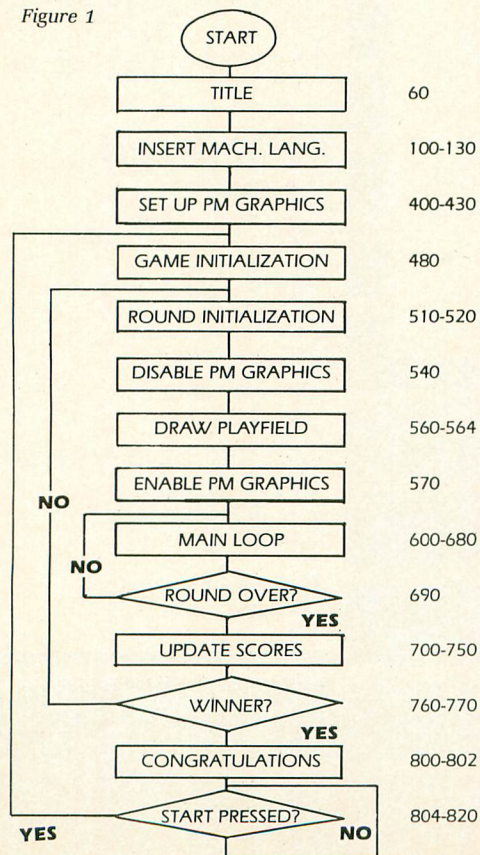 Figure 1
START
TITLE 60
INSERT MACH. LANG. 100-130
SET UP PM GRAPHICS 400-430
GAME INITIALIZATION 480
ROUND INITIALIZATION 510-520
DISABLE PM GRAPHICS 540
DRAW PLAYFIELD 560-564
ENABLE PM GRAPHICS 570
NO
MAIN LOOP 600-680
NO
ROUND OVER? 690
YES
UPDATE SCORES 700-750
WINNER? 760-770
YES
CONGRATULATIONS 800-802
START PRESSED? 804-820
YES NO